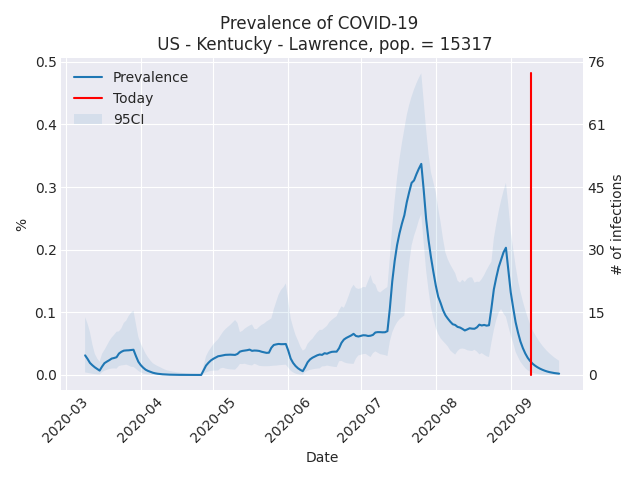 Prevalence of COVID-19
US - Kentucky - Lawrence, pop. = 15317
Prevalence
Today
95CI
%
0.5
0.4
0.3
0.2
0.1
0.0
76
61
45
30
15
0
# of infections
2020-03
2020-04
2020-05
2020-06
2020-07
2020-08
2020-09
Date